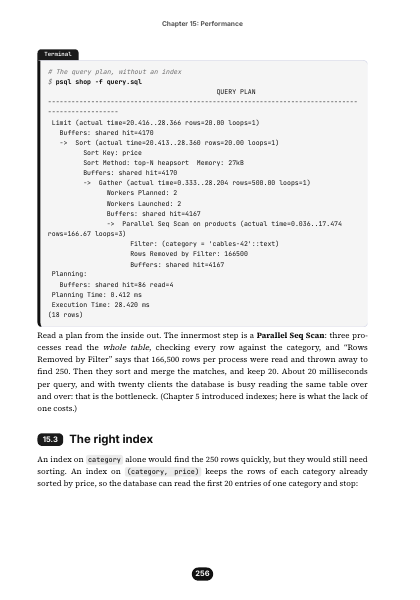 Chapter 15: Performance
Terminal
# The query plan, without an index
$ psql shop -f query.sql
QUERY PLAN
--------------------------------------------------------------------------------
------------------
Limit (actual time=20.416..28.366 rows=20.00 loops=1)
Buffers: shared hit=4170
-> Sort (actual time=20.413..28.360 rows=20.00 loops=1)
Sort Key: price
Sort Method: top-N heapsort Memory: 27kB
Buffers: shared hit=4170
-> Gather (actual time=0.333..28.204 rows=500.00 loops=1)
Workers Planned: 2
Workers Launched: 2
Buffers: shared hit=4167
-> Parallel Seq Scan on products (actual time=0.036..17.474
rows=166.67 loops=3)
Filter: (category = 'cables-42'::text)
Rows Removed by Filter: 166500
Buffers: shared hit=4167
Planning:
Buffers: shared hit=86 read=4
Planning Time: 0.412 ms
Execution Time: 28.420 ms
(18 rows)
Read a plan from the inside out. The innermost step is a Parallel Seq Scan: three pro-
cesses read the whole table, checking every row against the category, and “Rows
Removed by Filter” says that 166,500 rows per process were read and thrown away to
find 250. Then they sort and merge the matches, and keep 20. About 20 milliseconds
per query, and with twenty clients the database is busy reading the same table over
and over: that is the bottleneck. (Chapter 5 introduced indexes; here is what the lack of
one costs.)
15.3 The right index
An index on category alone would find the 250 rows quickly, but they would still need
sorting. An index on (category, price) keeps the rows of each category already
sorted by price, so the database can read the first 20 entries of one category and stop:
256